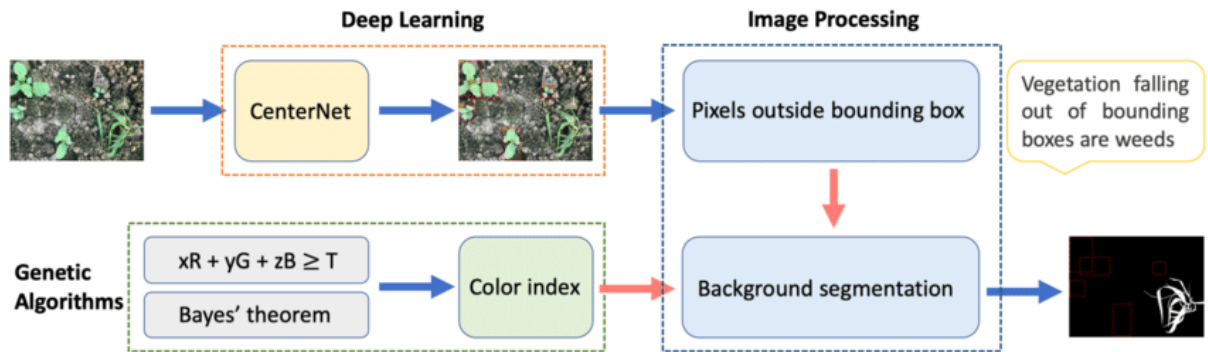 Deep Learning
Image Processing
CenterNet
Pixels outside bounding box
Vegetation falling
out of bounding
boxes are weeds
Genetic
Algorithms
xR + yG + zB ≥ T
Bayes’ theorem
Color index
Background segmentation